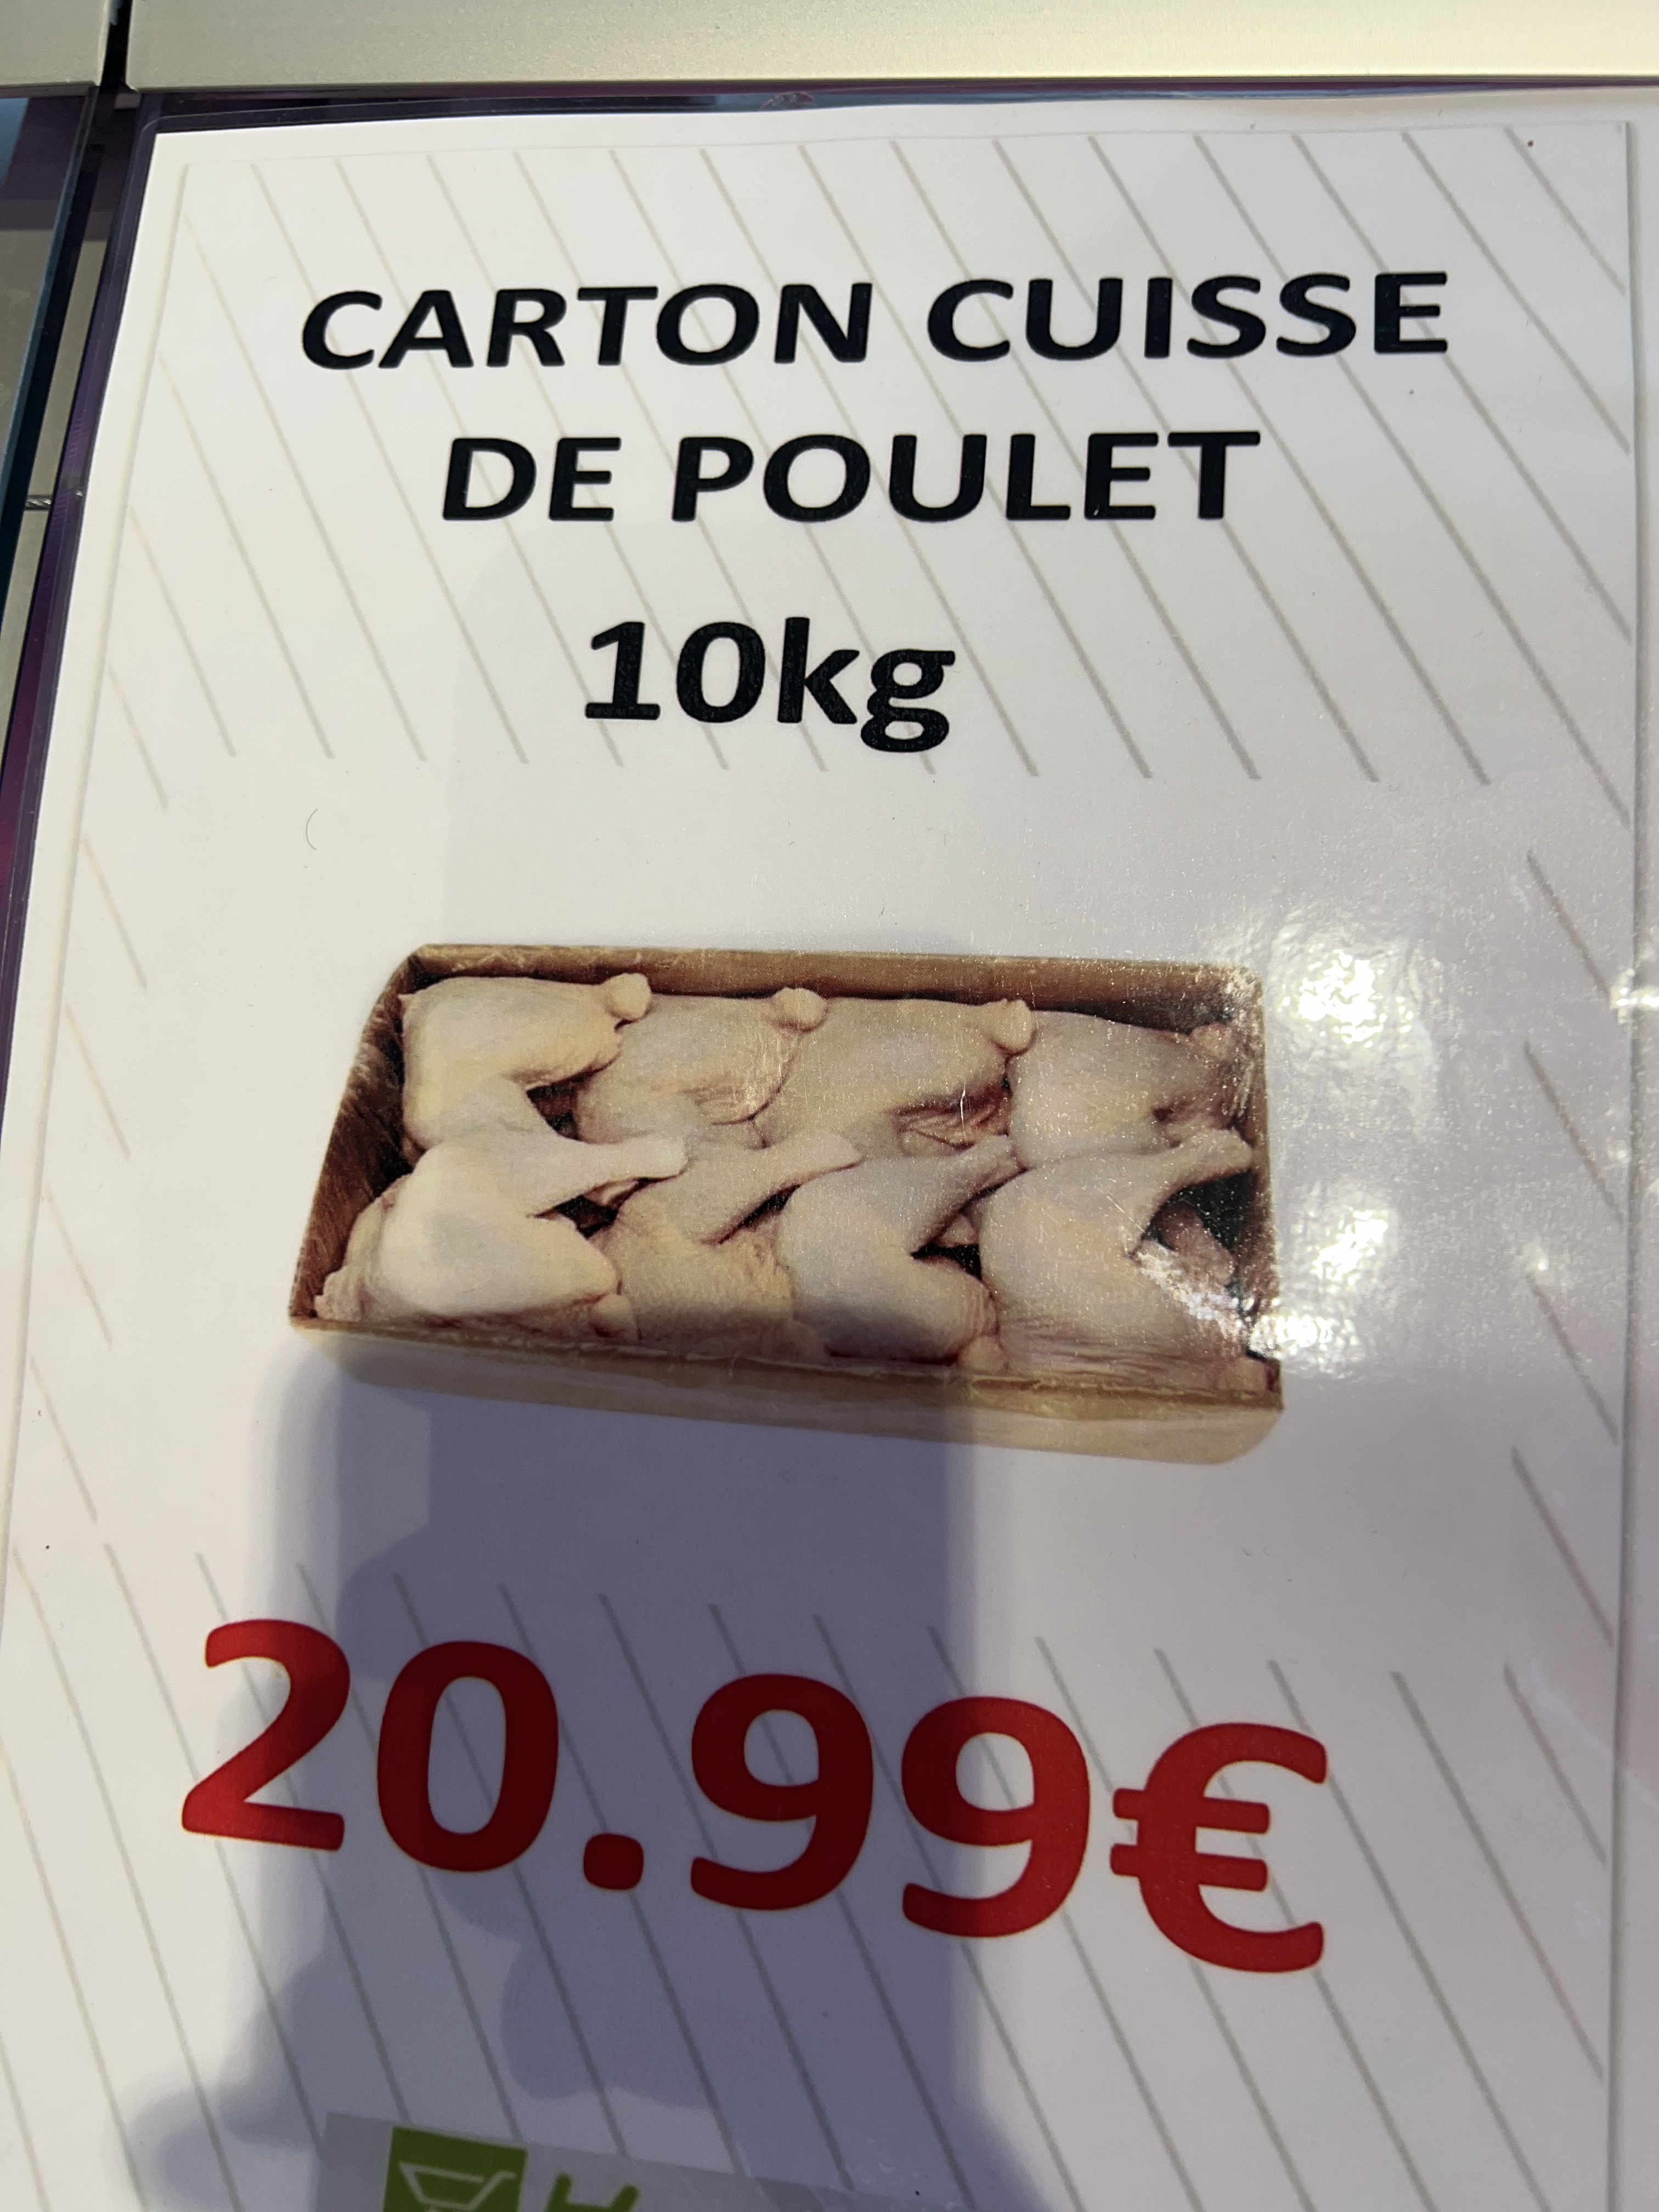 CARTON CUISSE
DE POULET
10kg
20.99€